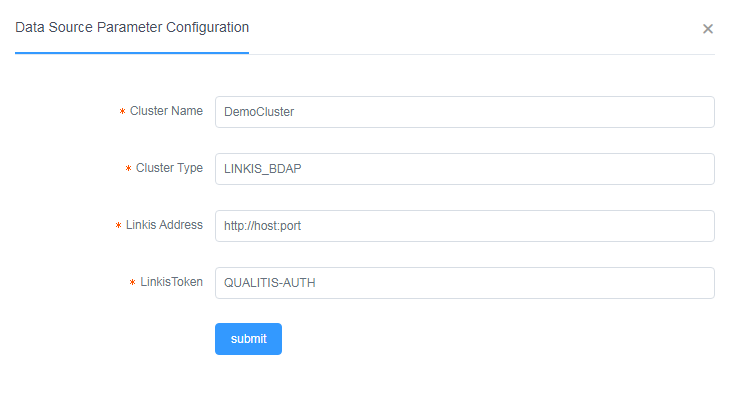 Data Source Parameter Configuration
* Cluster Name DemoCluster
* Cluster Type LINKIS_BDAP
* Linkis Address http://host:port
* LinkisToken QUALITIS-AUTH
submit